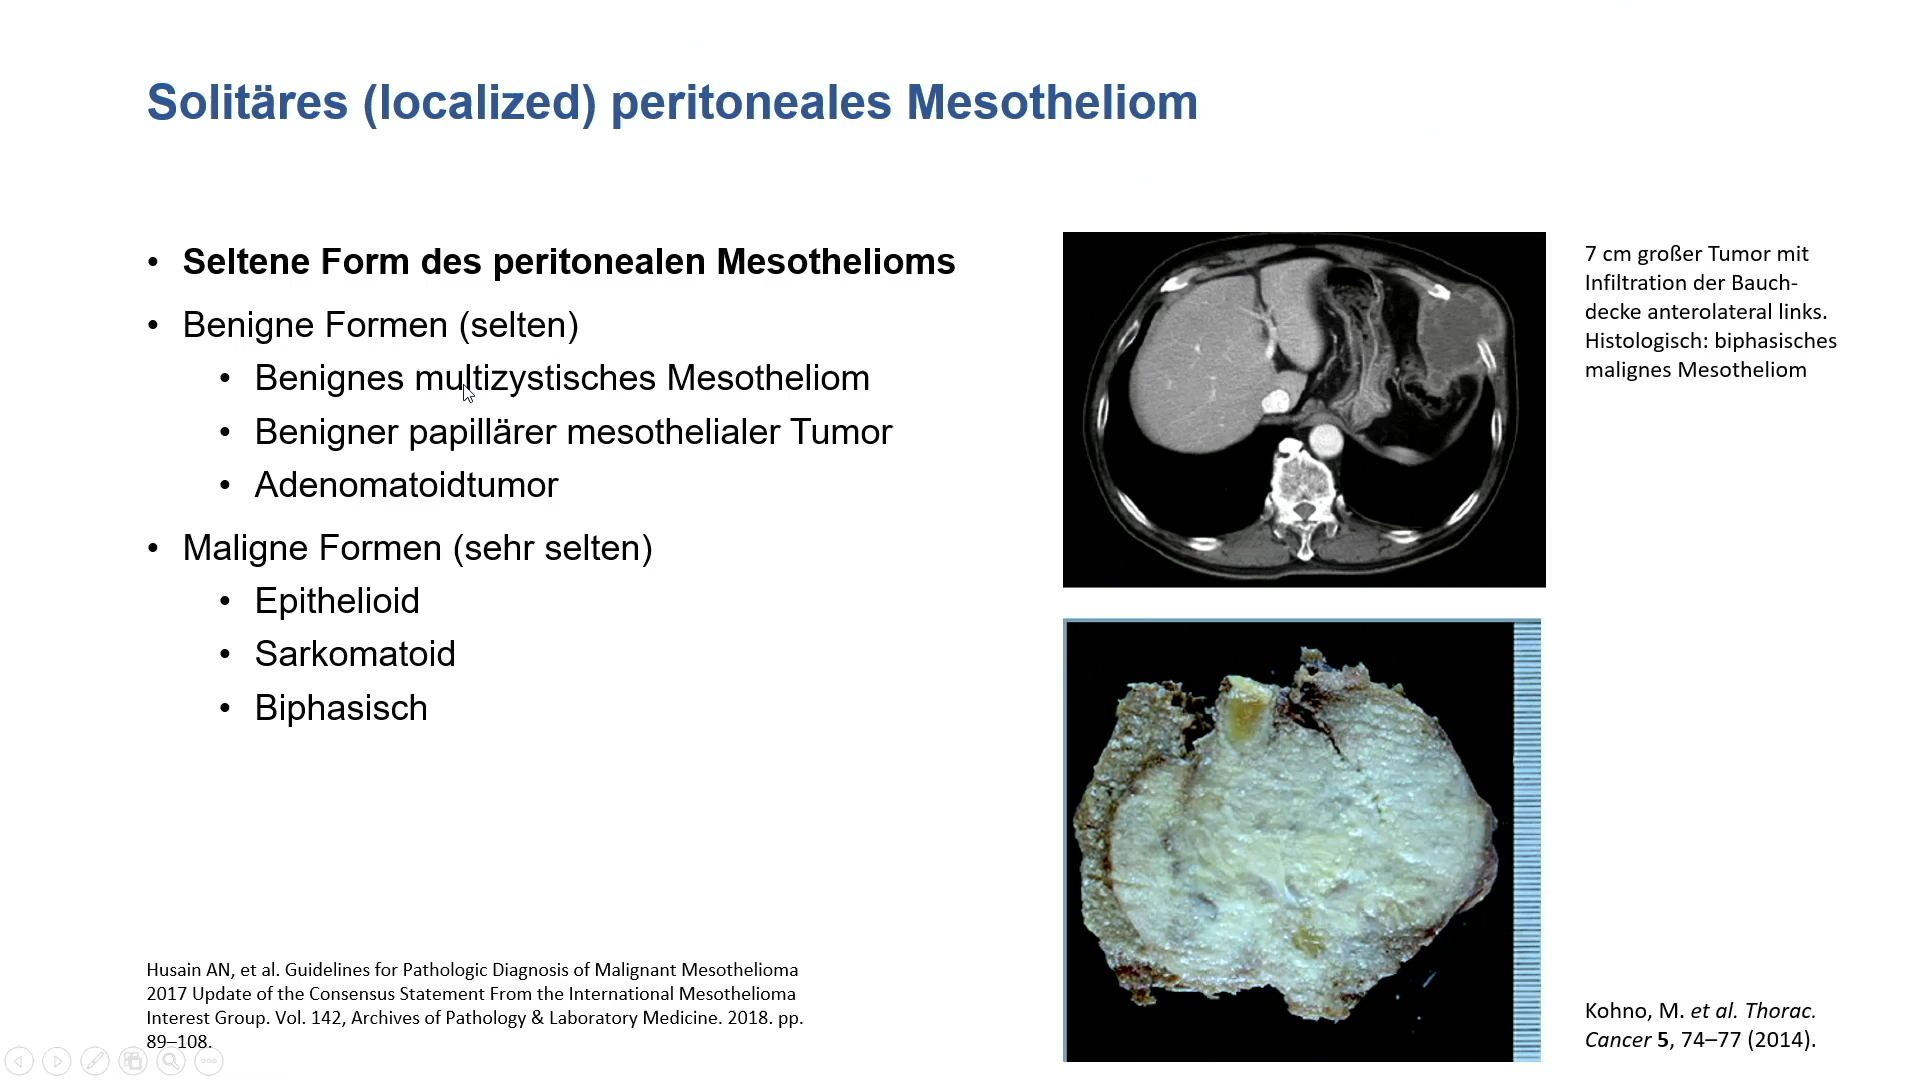 Solitäres (localized) peritoneales Mesotheliom
• Seltene Form des peritonealen Mesothelioms
• Benigne Formen (selten)
• Benignes multizystisches Mesotheliom
• Benigner papillärer mesothelialer Tumor
• Adenomatoidtumor
• Maligne Formen (sehr selten)
• Epithelioid
• Sarkomatoid
• Biphasisch
7 cm großer Tumor mit
Infiltration der Bauch-
decke anterolateral links.
Histologisch: biphasisches
malignes Mesotheliom
Husain AN, et al. Guidelines for Pathologic Diagnosis of Malignant Mesothelioma
2017 Update of the Consensus Statement From the International Mesothelioma
Interest Group. Vol. 142, Archives of Pathology & Laboratory Medicine. 2018. pp.
89–108.
Kohno, M. et al. Thorac.
Cancer 5, 74–77 (2014).